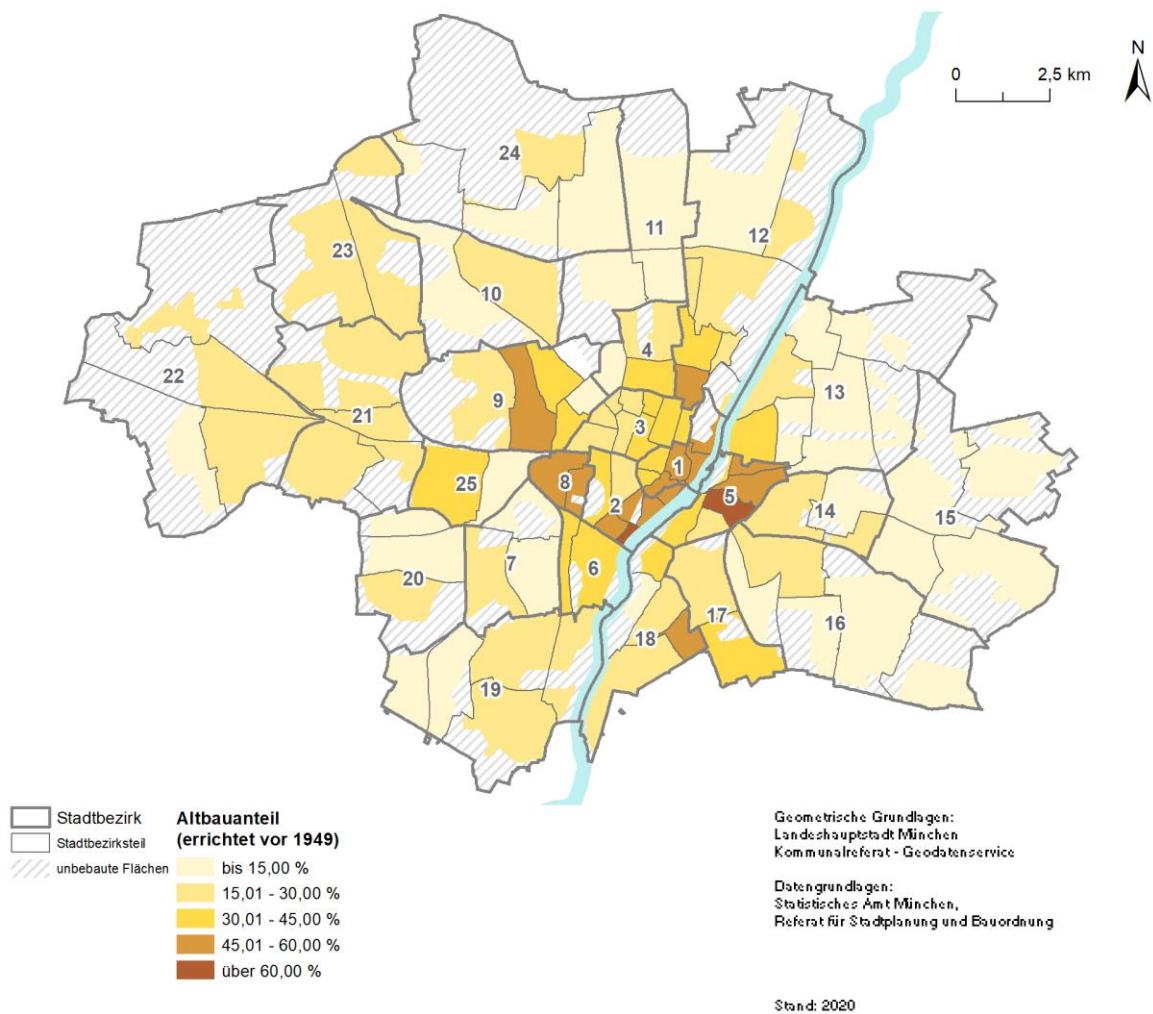 N
0 2,5 km
24
11
12
23
10
4
22
9
13
21
3
25
8
1
2
5
14
15
20
7
6
16
17
18
19
Stadtbezirk
Stadtbezirksteil
unbebaute Flächen
Altbauanteil
(errichtet vor 1949)
bis 15,00 %
15,01 - 30,00 %
30,01 - 45,00 %
45,01 - 60,00 %
über 60,00 %
Geometrische Grundlagen:
Landeshauptstadt München
Kommunalreferat - Geodatenservice
Datengrundlagen:
Statistisches Amt München,
Referat für Stadtplanung und Bauordnung
Stand: 2020